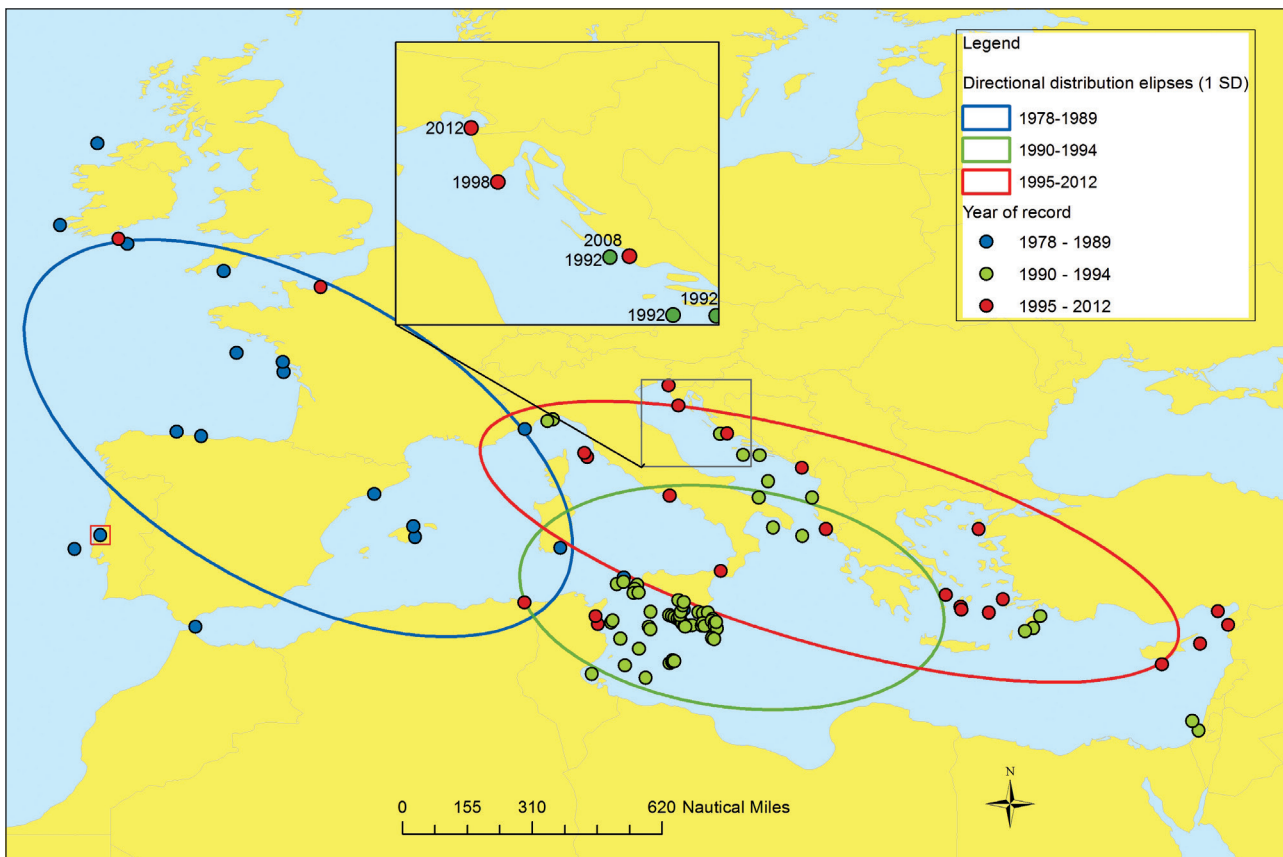 2012
1998
2008
1992
1992
1992
Legend
Directional distribution elipses (1 SD)
1978-1989
1990-1994
1995-2012
Year of record
1978 - 1989
1990 - 1994
1995 - 2012
N
0 155 310 620 Nautical Miles